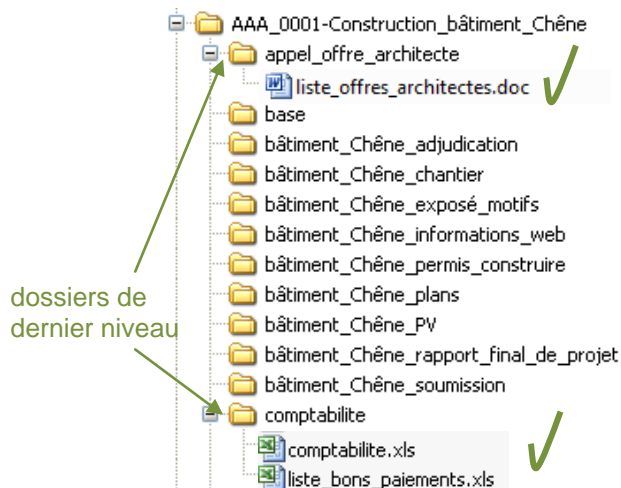 AAA_0001-Construction_bâtiment_Chêne
appel_offre_architecte
liste_offres_architectes.doc
base
bâtiment_Chêne_adjudication
bâtiment_Chêne_chantier
bâtiment_Chêne_exposé_motifs
bâtiment_Chêne_informations_web
bâtiment_Chêne_permis_construire
bâtiment_Chêne_plans
bâtiment_Chêne_PV
bâtiment_Chêne_rapport_final_de_projet
bâtiment_Chêne_soumission
comptabilite
comptabilite.xls
liste_bons_paiements.xls
dossiers de
dernier niveau